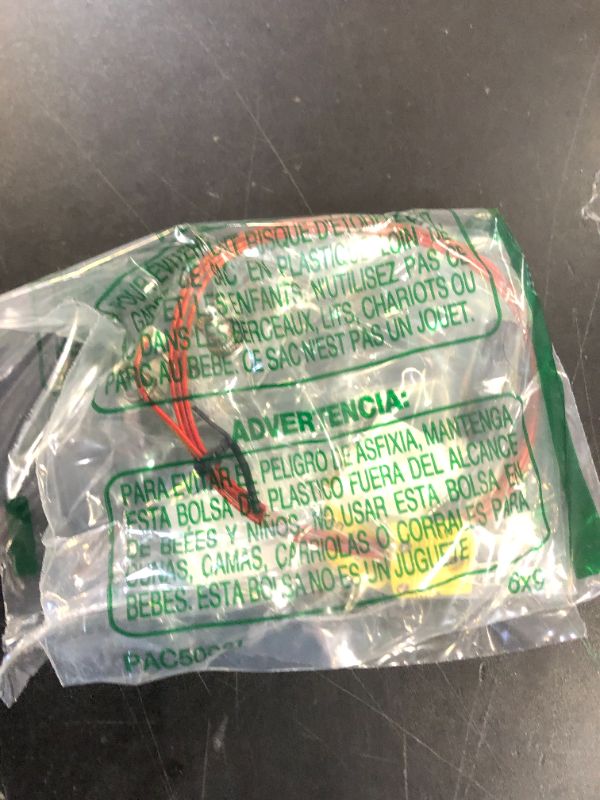 RISQUE D'ÉTOUFFEMENT
EN PLASTIQUE LOIN DE
ENFANTS. N'UTILISEZ PAS CE
DANS LES BERCEAUX, LITS, CHARIOTS OU
PARC AU BÉBÉ. CE SAC N'EST PAS UN JOUET.
ADVERTENCIA:
PARA EVITAR EL PELIGRO DE ASFIXIA, MANTENGA
ESTA BOLSA DE PLASTICO FUERA DEL ALCANCE
DE BEBES Y NIÑOS. NO USAR ESTA BOLSA EN
CUNAS, CAMAS, CARRIOLAS O CORRALES PARA
BEBES. ESTA BOLSA NO ES UN JUGUETE
6x9